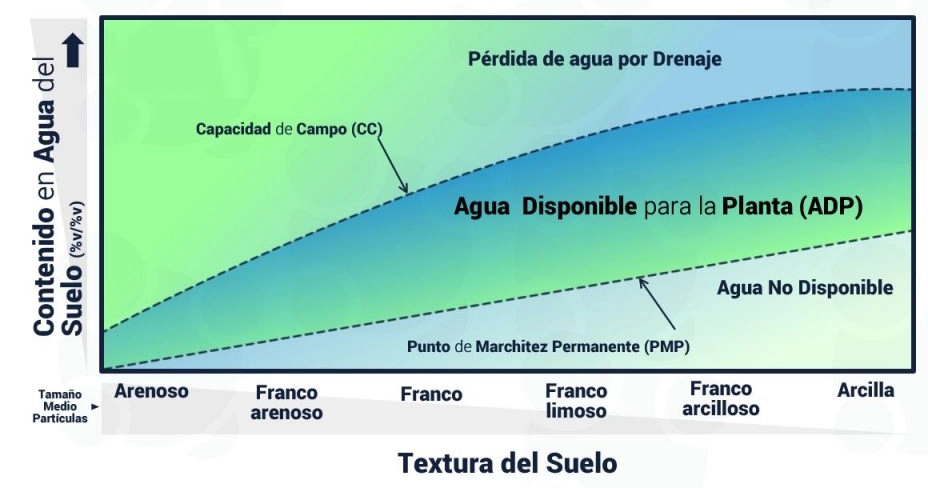 Contenido en Agua del
Suelo (%v/%v)
Pérdida de agua por Drenaje
Capacidad de Campo (CC)
Agua Disponible para la Planta (ADP)
Agua No Disponible
Punto de Marchitez Permanente (PMP)
Tamaño
Medio
Partículas
Arenoso
Franco
arenoso
Franco
Franco
limoso
Franco
arcilloso
Arcilla
Textura del Suelo